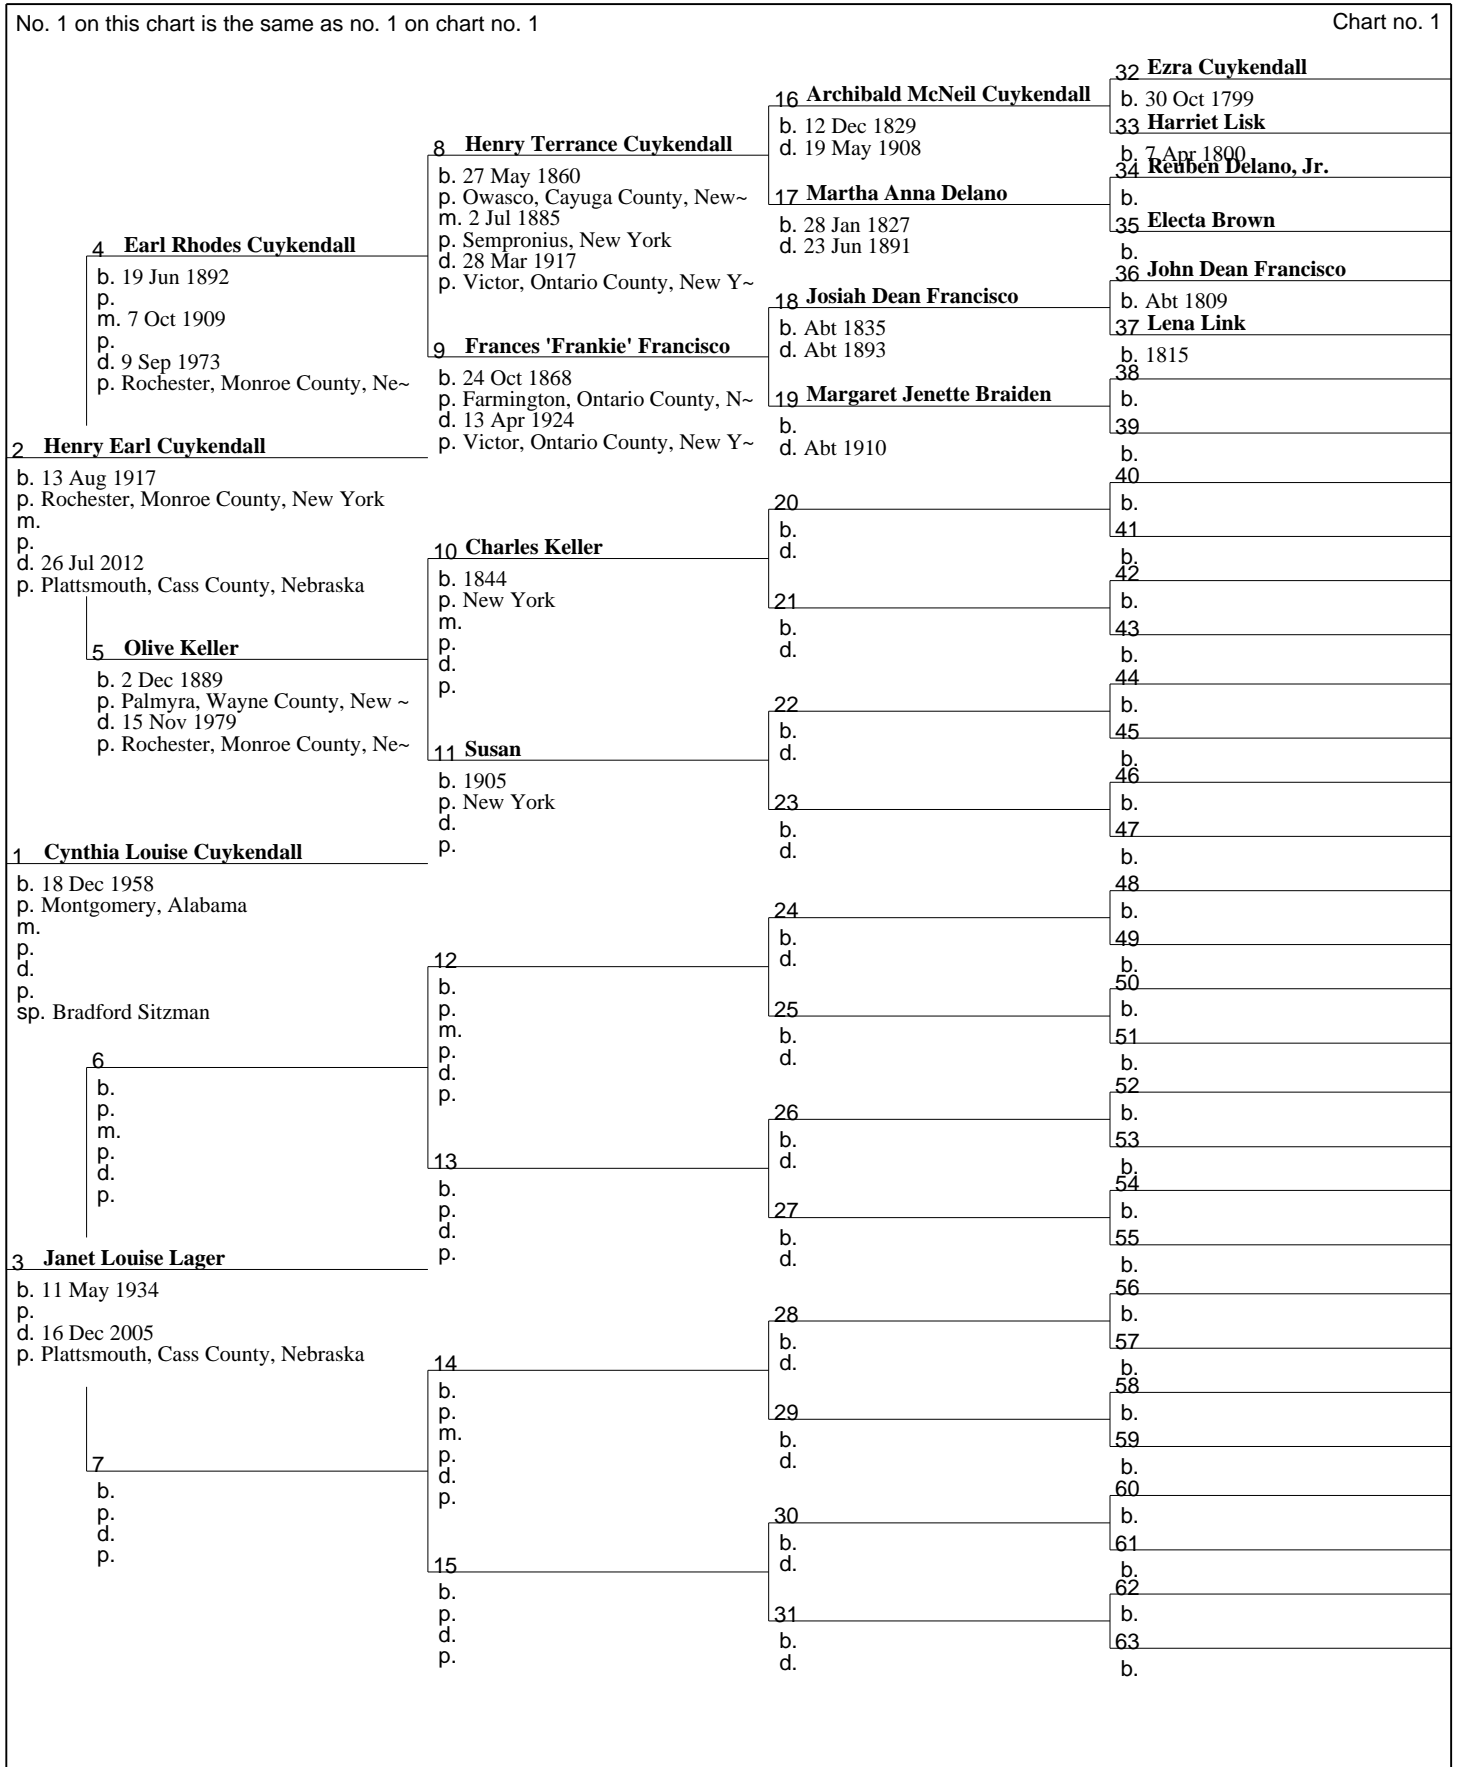 No. 1 on this chart is the same as no. 1 on chart no. 1
Chart no. 1
1 Cynthia Louise Cuykendall
b. 18 Dec 1958
p. Montgomery, Alabama
m.
p.
d.
p.
sp. Bradford Sitzman
2 Henry Earl Cuykendall
b. 13 Aug 1917
p. Rochester, Monroe County, New York
m.
p.
d. 26 Jul 2012
p. Plattsmouth, Cass County, Nebraska
3 Janet Louise Lager
b. 11 May 1934
p.
d. 16 Dec 2005
p. Plattsmouth, Cass County, Nebraska
4 Earl Rhodes Cuykendall
b. 19 Jun 1892
p.
m. 7 Oct 1909
p.
d. 9 Sep 1973
p. Rochester, Monroe County, Ne~
5 Olive Keller
b. 2 Dec 1889
p. Palmyra, Wayne County, New ~
d. 15 Nov 1979
p. Rochester, Monroe County, Ne~
6
b.
p.
m.
p.
d.
p.
7
b.
p.
d.
p.
8 Henry Terrance Cuykendall
b. 27 May 1860
p. Owasco, Cayuga County, New~
m. 2 Jul 1885
p. Sempronius, New York
d. 28 Mar 1917
p. Victor, Ontario County, New Y~
9 Frances 'Frankie' Francisco
b. 24 Oct 1868
p. Farmington, Ontario County, N~
d. 13 Apr 1924
p. Victor, Ontario County, New Y~
10 Charles Keller
b. 1844
p. New York
m.
p.
d.
p.
11 Susan
b. 1905
p. New York
d.
p.
12
b.
p.
m.
p.
d.
p.
13
b.
p.
d.
p.
14
b.
p.
m.
p.
d.
p.
15
b.
p.
d.
p.
16 Archibald McNeil Cuykendall
b. 12 Dec 1829
d. 19 May 1908
17 Martha Anna Delano
b. 28 Jan 1827
d. 23 Jun 1891
18 Josiah Dean Francisco
b. Abt 1835
d. Abt 1893
19 Margaret Jenette Braiden
b.
d. Abt 1910
20
b.
d.
21
b.
d.
22
b.
d.
23
b.
d.
24
b.
d.
25
b.
d.
26
b.
d.
27
b.
d.
28
b.
d.
29
b.
d.
30
b.
d.
31
b.
d.
32 Ezra Cuykendall
b. 30 Oct 1799
33 Harriet Lisk
b. 7 Apr 1800
34 Reuben Delano, Jr.
b.
35 Electa Brown
b.
36 John Dean Francisco
b. Abt 1809
37 Lena Link
b. 1815
38
b.
39
b.
40
b.
41
b.
42
b.
43
b.
44
b.
45
b.
46
b.
47
b.
48
b.
49
b.
50
b.
51
b.
52
b.
53
b.
54
b.
55
b.
56
b.
57
b.
58
b.
59
b.
60
b.
61
b.
62
b.
63
b.